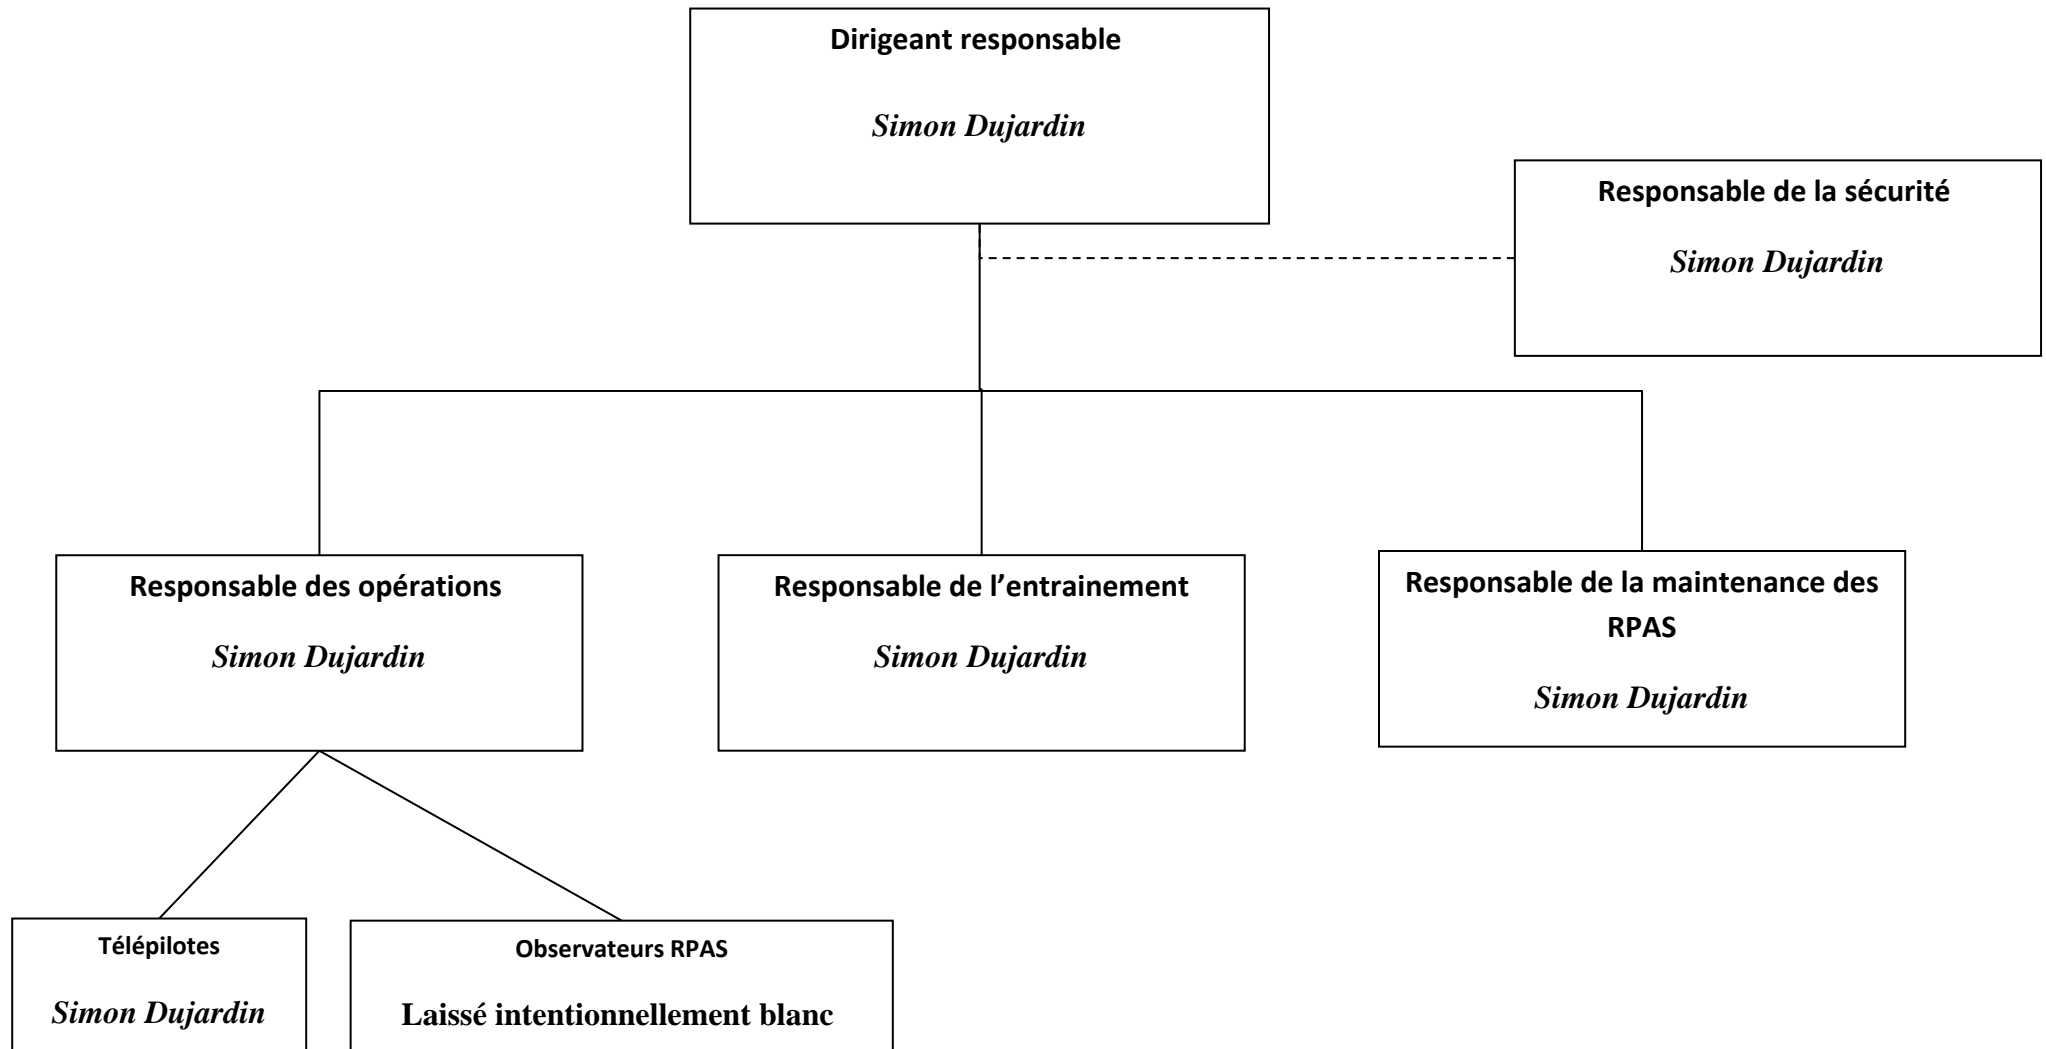 Dirigeant responsable
Simon Dujardin
Responsable de la sécurité
Simon Dujardin
Responsable des opérations
Simon Dujardin
Responsable de l’entrainement
Simon Dujardin
Responsable de la maintenance des
RPAS
Simon Dujardin
Télépilotes
Simon Dujardin
Observateurs RPAS
Laissé intentionnellement blanc